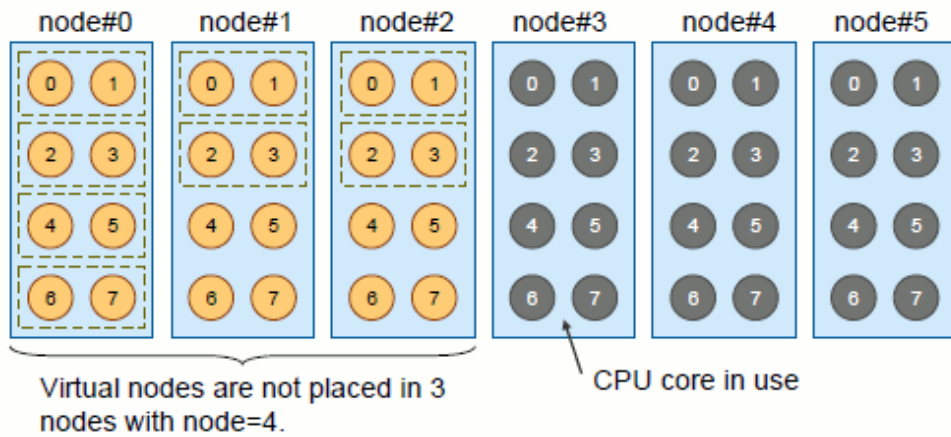 node#0 node#1 node#2 node#3 node#4 node#5
0 1 0 1 0 1 0 1 0 1 0 1
2 3 2 3 2 3 2 3 2 3 2 3
4 5 4 5 4 5 4 5 4 5 4 5
6 7 6 7 6 7 6 7 6 7 6 7
Virtual nodes are not placed in 3
nodes with node=4.
CPU core in use